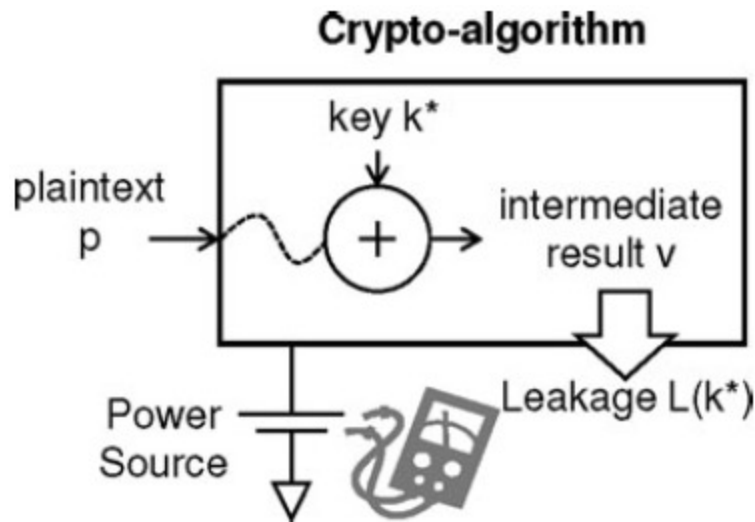 Crypto-algorithm
key k*
plaintext
p
+
intermediate
result v
Leakage L(k*)
Power
Source